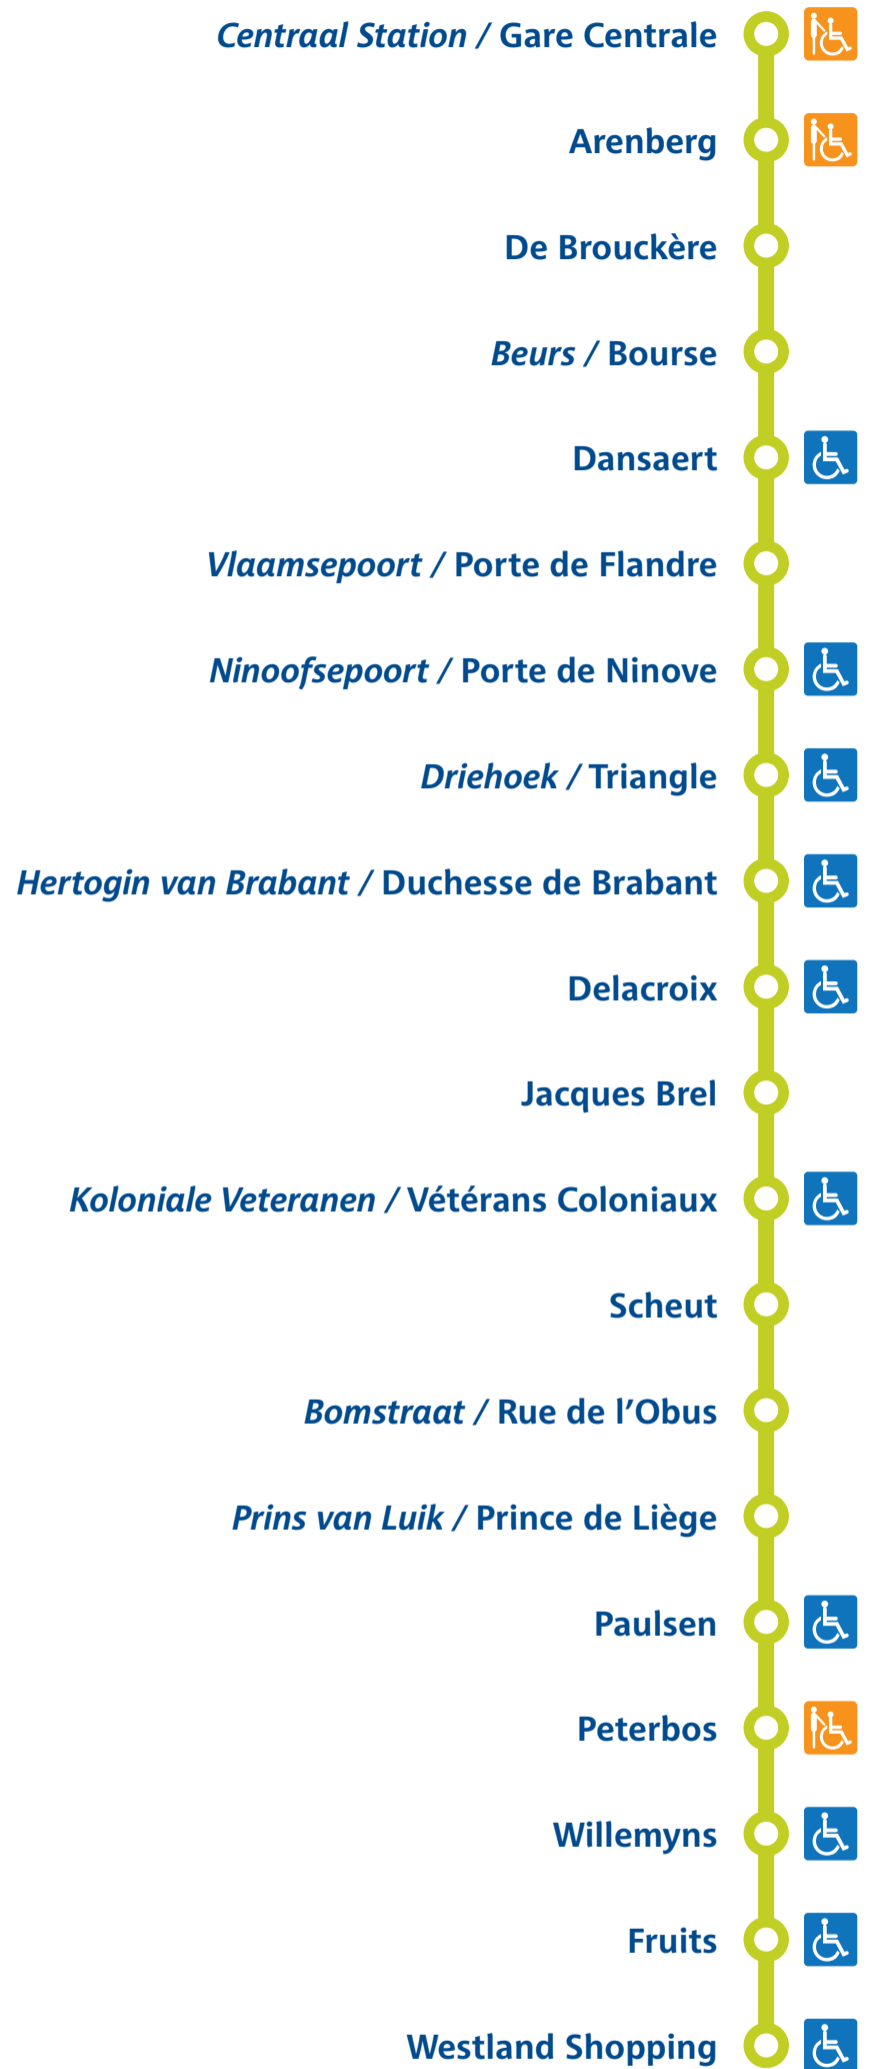 Centraal Station / Gare Centrale
Arenberg
De Brouckère
Beurs / Bourse
Dansaert
Vlaamsepoort / Porte de Flandre
Ninoofsepoort / Porte de Ninove
Driehoek / Triangle
Hertogin van Brabant / Duchesse de Brabant
Delacroix
Jacques Brel
Koloniale Veteranen / Vétérans Coloniaux
Scheut
Bomstraat / Rue de l’Obus
Prins van Luik / Prince de Liège
Paulsen
Peterbos
Willemyns
Fruits
Westland Shopping